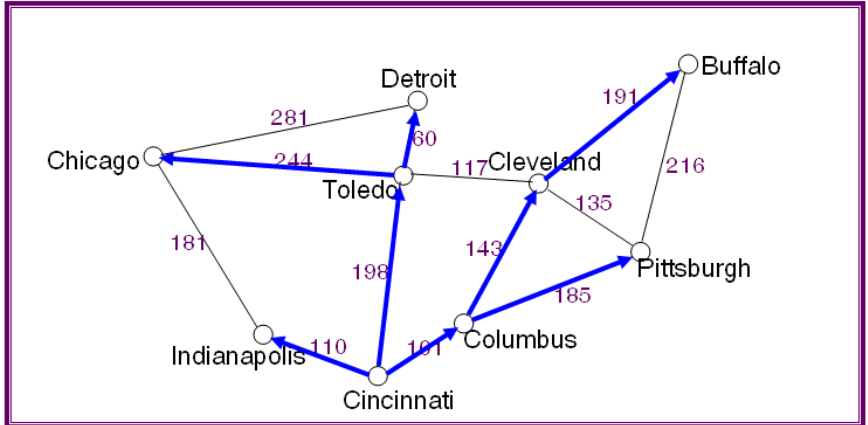 Buffalo
Detroit
191
281
60
Chicago
244
Cleveland
117
Toledo
216
135
181
143
198
Pittsburgh
185
110
101
Columbus
Indianapolis
Cincinnati